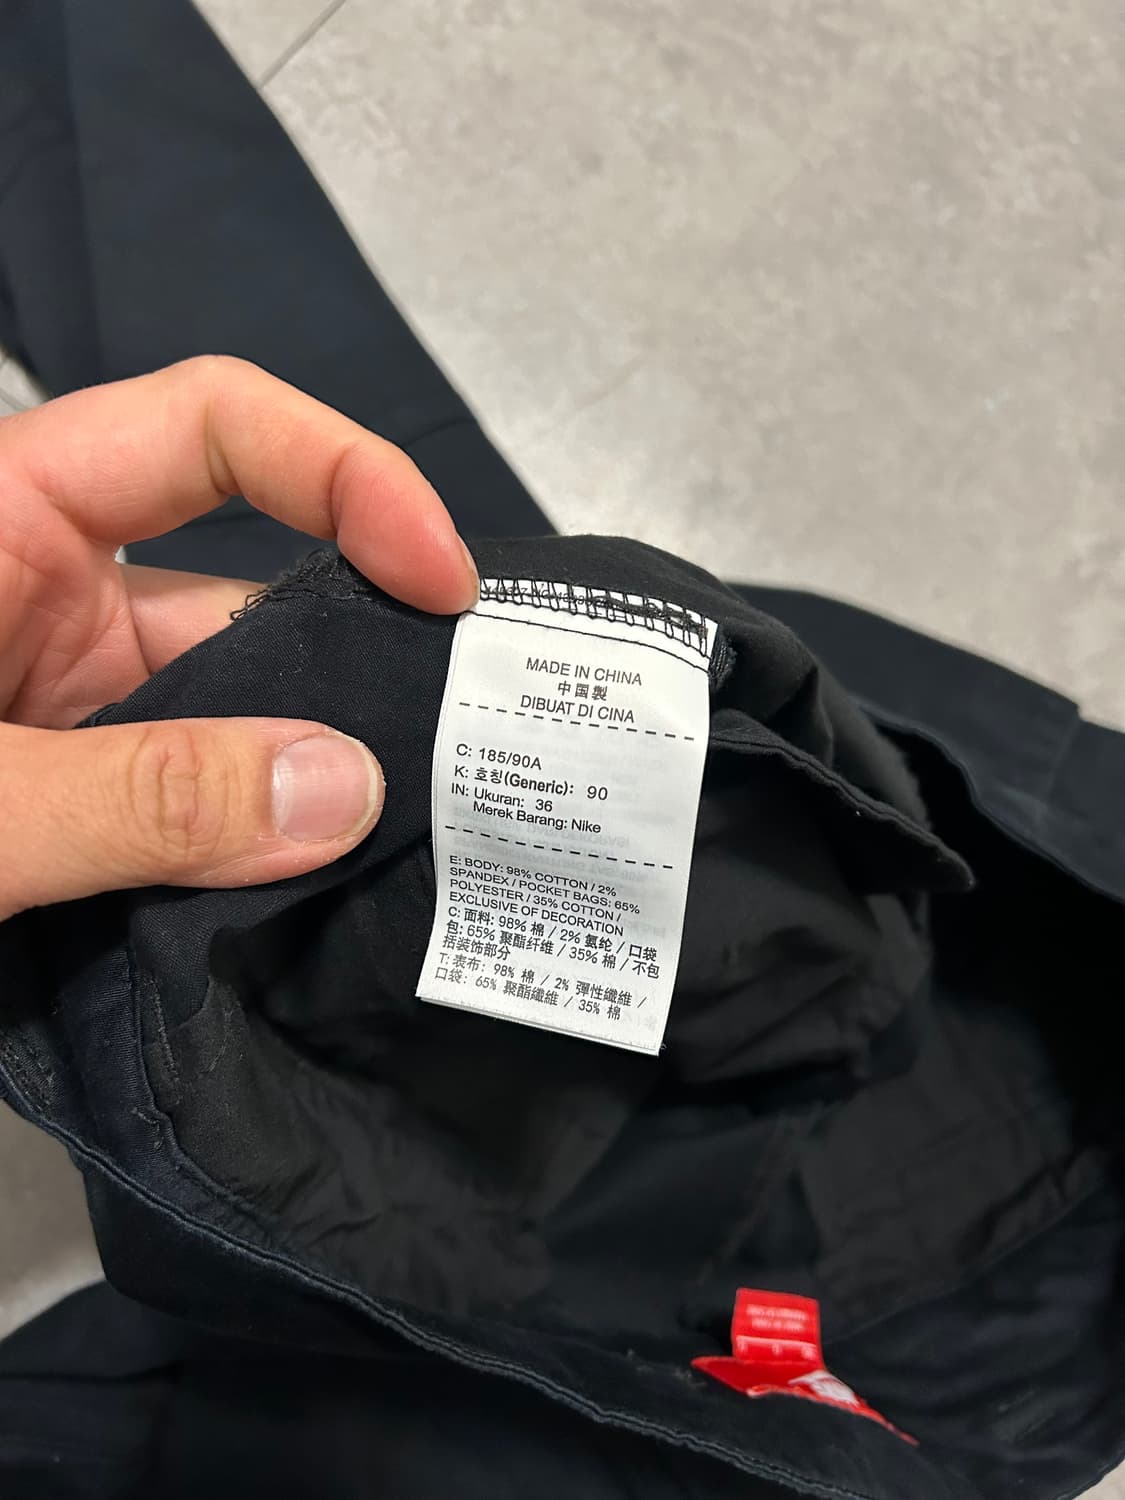 MADE IN CHINA
中国製
DIBUAT DI CINA
C: 185/90A
K: 호칭(Generic): 90
IN: Ukuran: 36
Merek Barang: Nike
E: BODY: 98% COTTON / 2%
SPANDEX / POCKET BAGS: 65%
POLYESTER / 35% COTTON /
EXCLUSIVE OF DECORATION
C: 面料: 98% 棉 / 2% 氨纶 / 口袋
包: 65% 聚酯纤维 / 35% 棉 / 不包
括装饰部分
T: 表布: 98% 棉 / 2% 彈性纖維 /
口袋: 65% 聚酯纖維 / 35% 棉